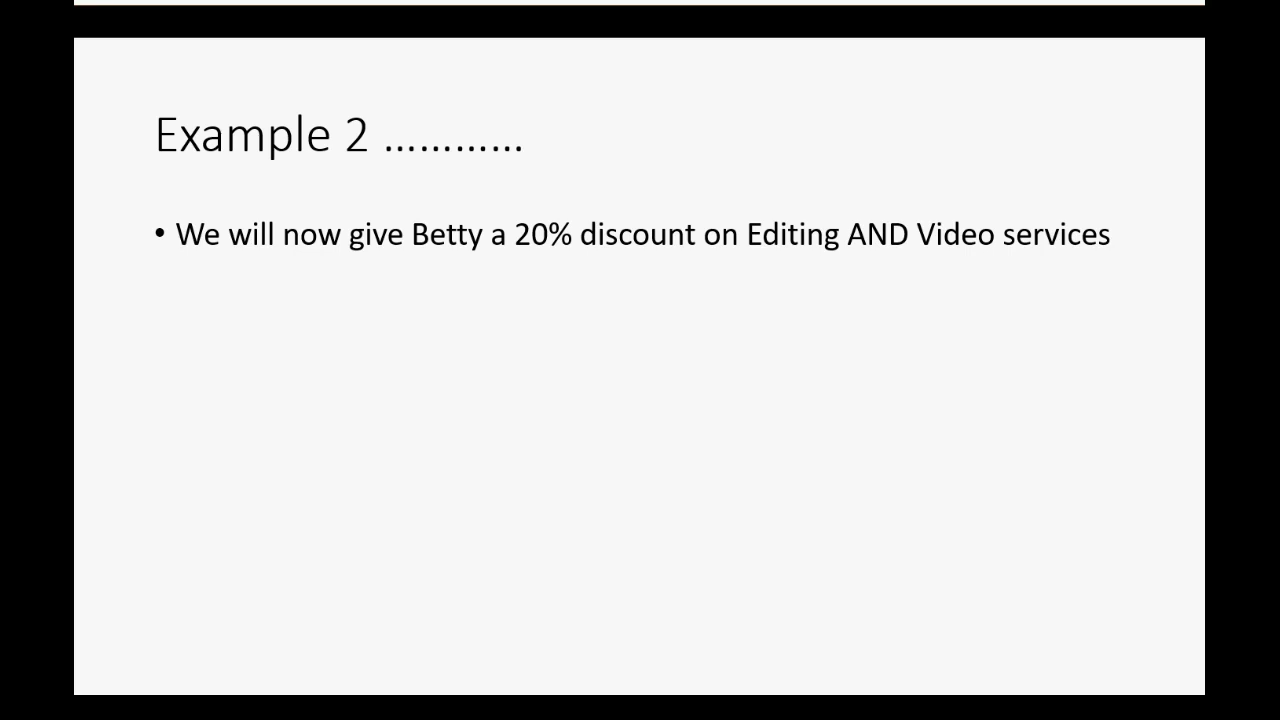 Example 2 …………
• We will now give Betty a 20% discount on Editing AND Video services